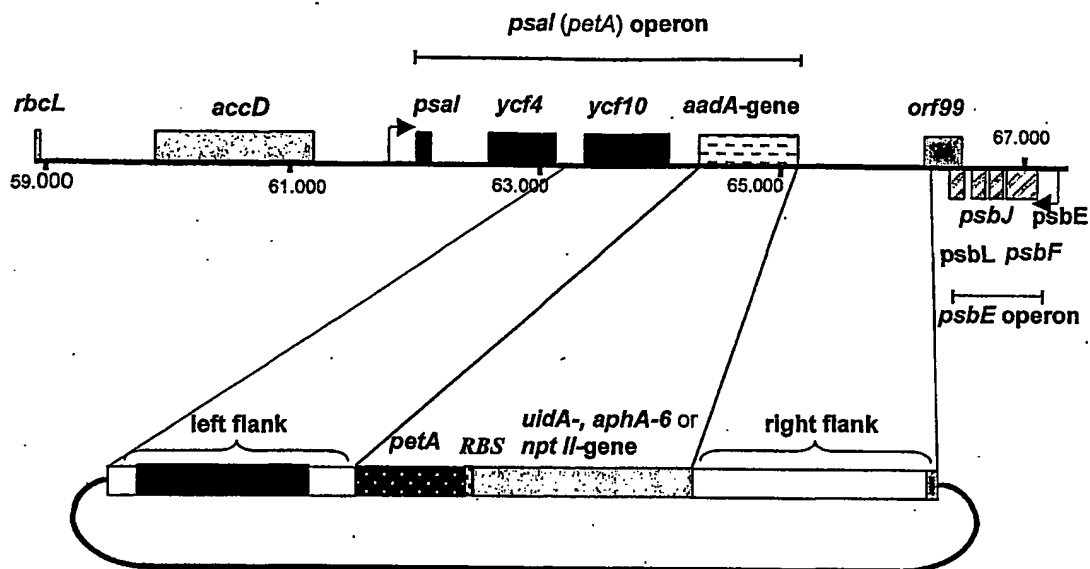 psaI (petA) operon
rbcL accD psaI ycf4 ycf10 aadA-gene orf99
67.000
59.000 61.000 63.000 65.000
psbJ psbE
psbL psbF
psbE operon
left flank petA RBS uidA-, aphA-6 or right flank
npt II-gene